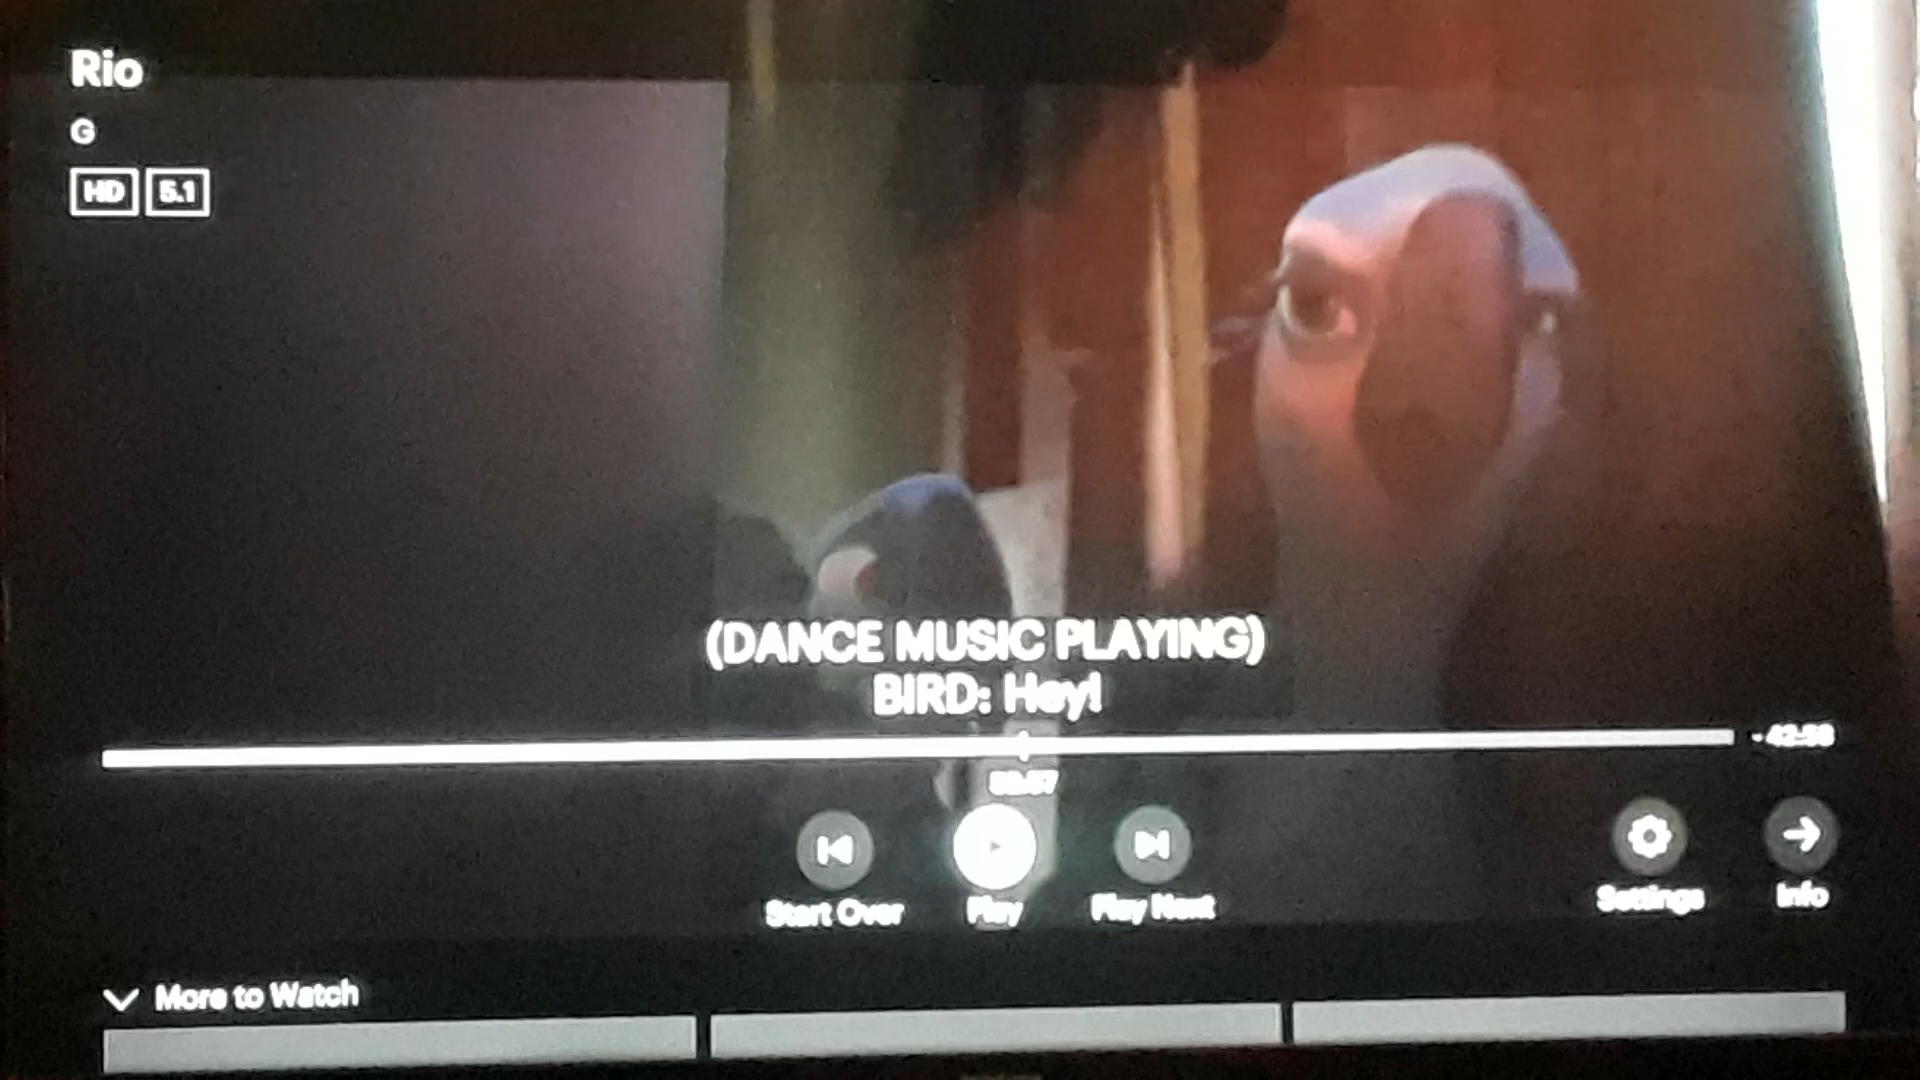 Rio
G
HD 5.1
(DANCE MUSIC PLAYING)
BIRD: Hey!
Start Over
Play
Play Next
Settings
Info
More to Watch